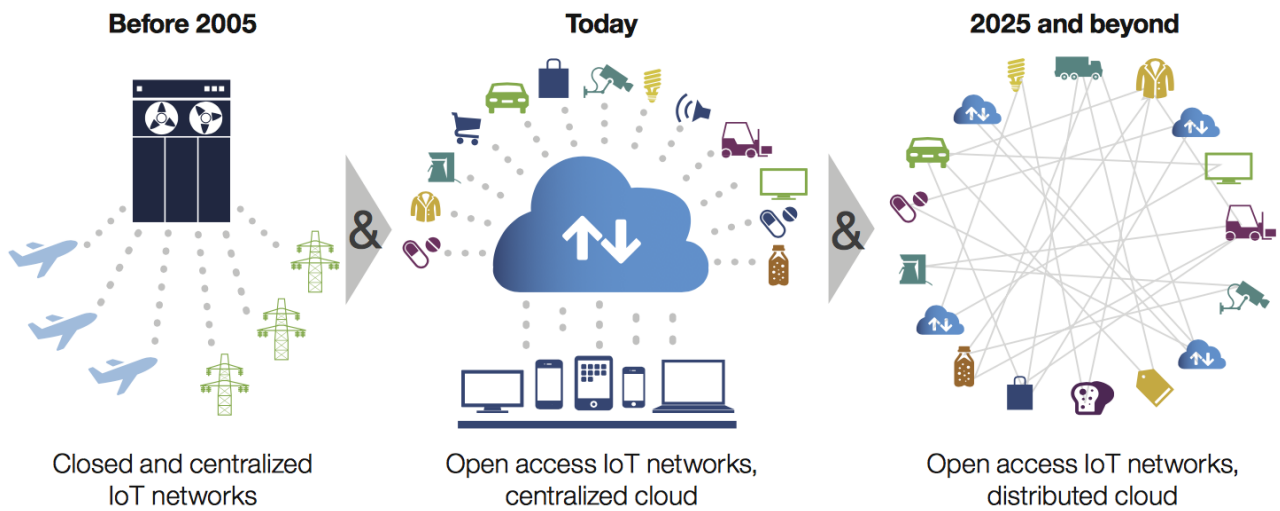 Before 2005
Today
2025 and beyond
&
&
Closed and centralized
IoT networks
Open access IoT networks,
centralized cloud
Open access IoT networks,
distributed cloud